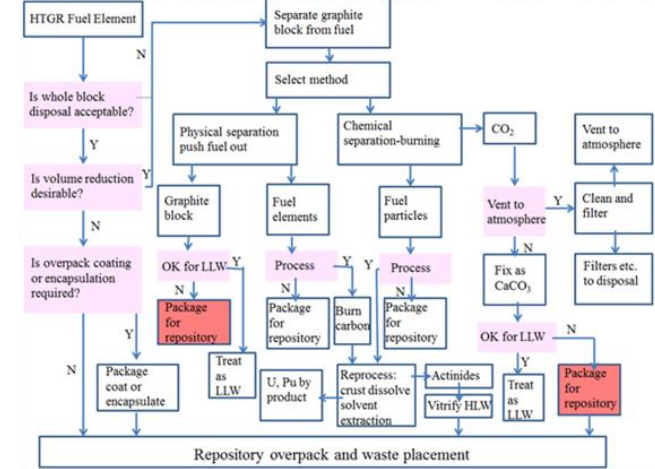 HTGR Fuel Element
N
Separate graphite
block from fuel
Select method
Is whole block
disposal acceptable?
Y
Is volume reduction
desirable?
Y
N
Is overpack coating
or encapsulation
required?
Y
N
Package
coat or
encapsulate
Physical separation
push fuel out
Chemical
separation-burning
CO2
Vent to
atmosphere
Graphite
block
Fuel
elements
Fuel
particles
Vent to
atmosphere
Y
Clean and
filter
N
Filters etc.
to disposal
OK for LLW
Y
N
Package
for
repository
Treat
as
LLW
Process
Y
N
Package
for
repository
Burn
carbon
Y
Process
N
Package
for
repository
Fix as
CaCO3
OK for LLW
N
Y
Treat
as
LLW
Package
for
repository
U, Pu by
product
Reprocess:
crust dissolve
solvent
extraction
Actinides
Vitrify HLW
Repository overpack and waste placement